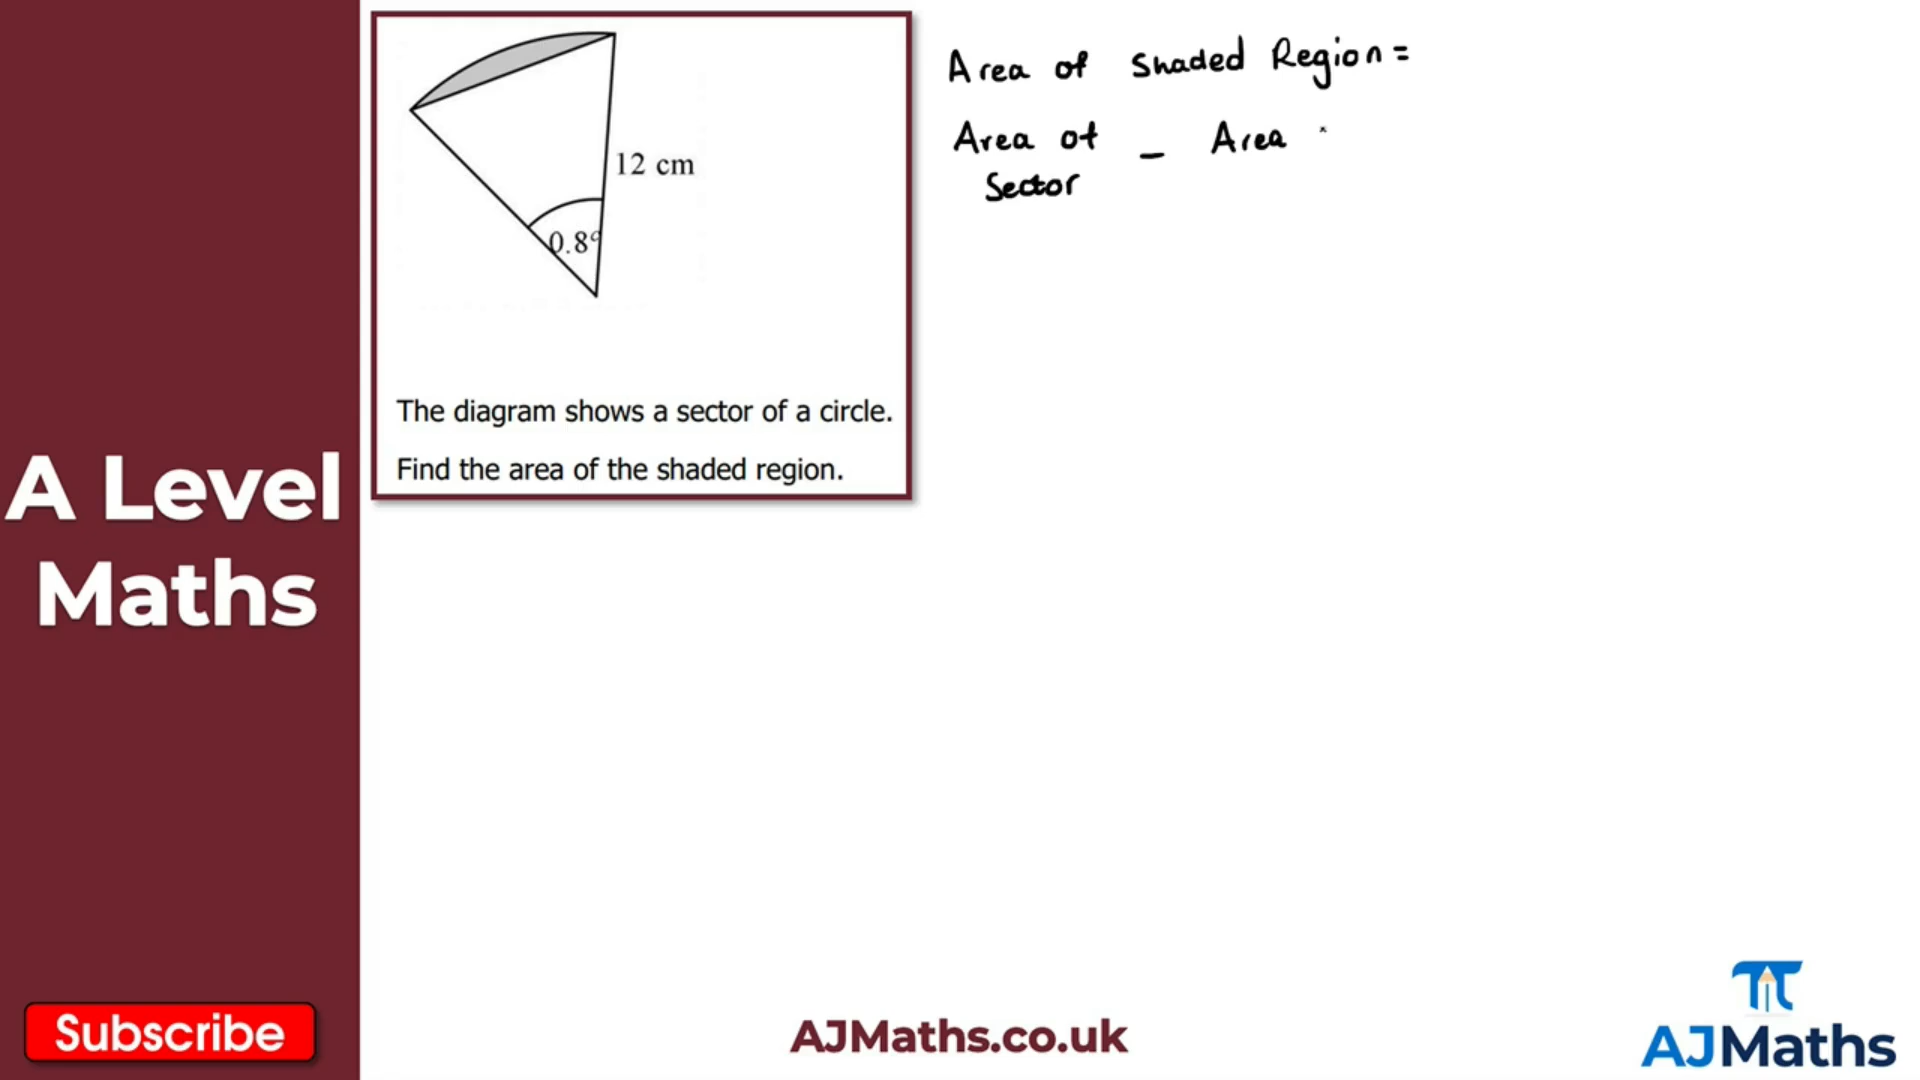 A Level
Maths
Subscribe
12 cm
0.8ᶜ
The diagram shows a sector of a circle.
Find the area of the shaded region.
Area of Shaded Region =
Area of - Area
Sector
AJMaths.co.uk
AJMaths